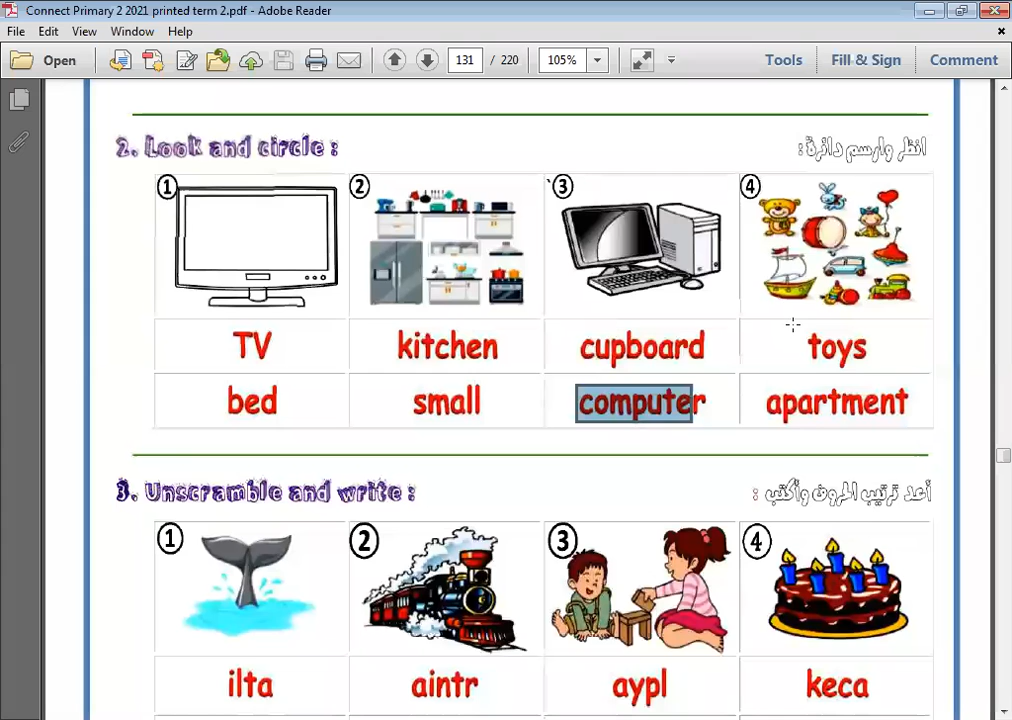 Connect Primary 2 2021 printed term 2.pdf - Adobe Reader
File Edit View Window Help
Open 131 / 220 105% Tools Fill & Sign Comment
2. Look and circle : انظر وارسم دائرة :
1 2 3 4
TV kitchen cupboard toys
bed small computer apartment
3. Unscramble and write : أعد ترتيب الحروف وأكتب :
1 2 3 4
ilta aintr aypl keca